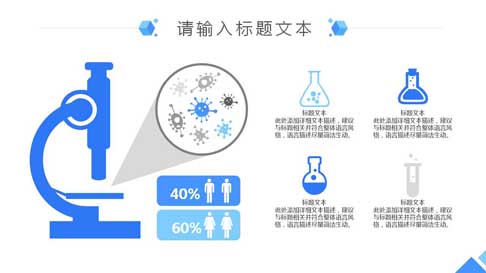 请输入标题文本
标题文本
此处添加详细文本描述，建议
与标题相关并符合整体语言风
格，语言描述尽量简洁生动。
标题文本
此处添加详细文本描述，建议
与标题相关并符合整体语言风
格，语言描述尽量简洁生动。
40%
60%
标题文本
此处添加详细文本描述，建议
与标题相关并符合整体语言风
格，语言描述尽量简洁生动。
标题文本
此处添加详细文本描述，建议
与标题相关并符合整体语言风
格，语言描述尽量简洁生动。